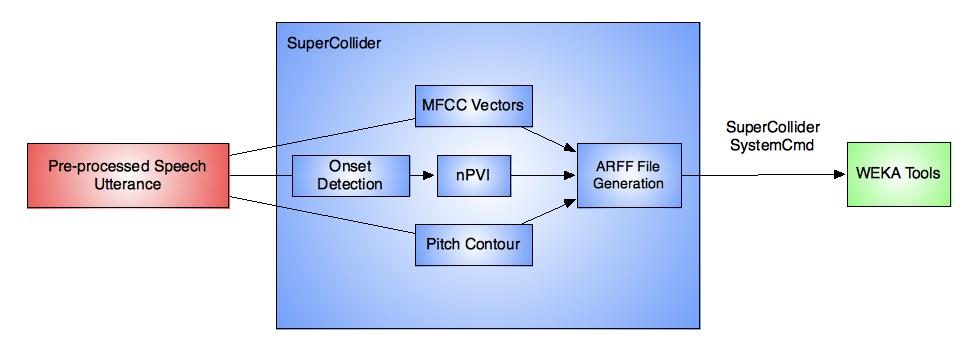 SuperCollider
MFCC Vectors
SuperCollider
SystemCmd
Pre-processed Speech
Utterance
Onset
Detection
nPVI
ARFF File
Generation
WEKA Tools
Pitch Contour